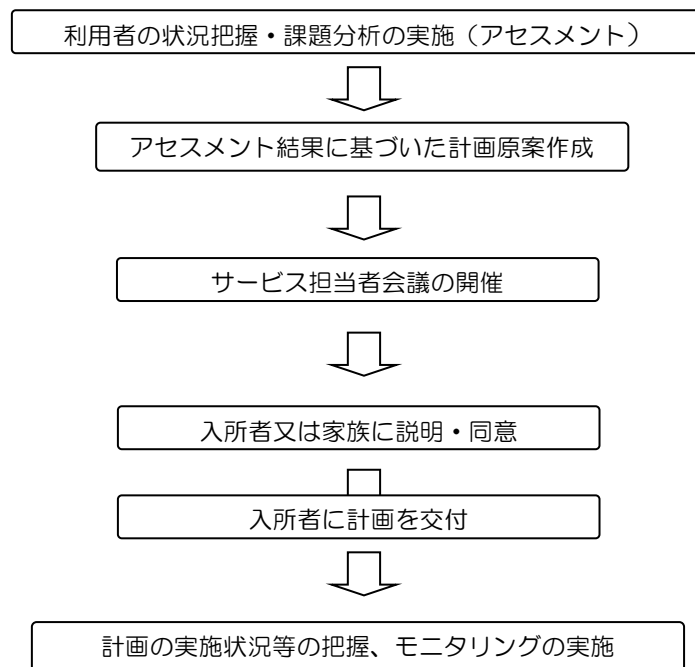 利用者の状況把握・課題分析の実施（アセスメント）
アセスメント結果に基づいた計画原案作成
サービス担当者会議の開催
入所者又は家族に説明・同意
入所者に計画を交付
計画の実施状況等の把握、モニタリングの実施